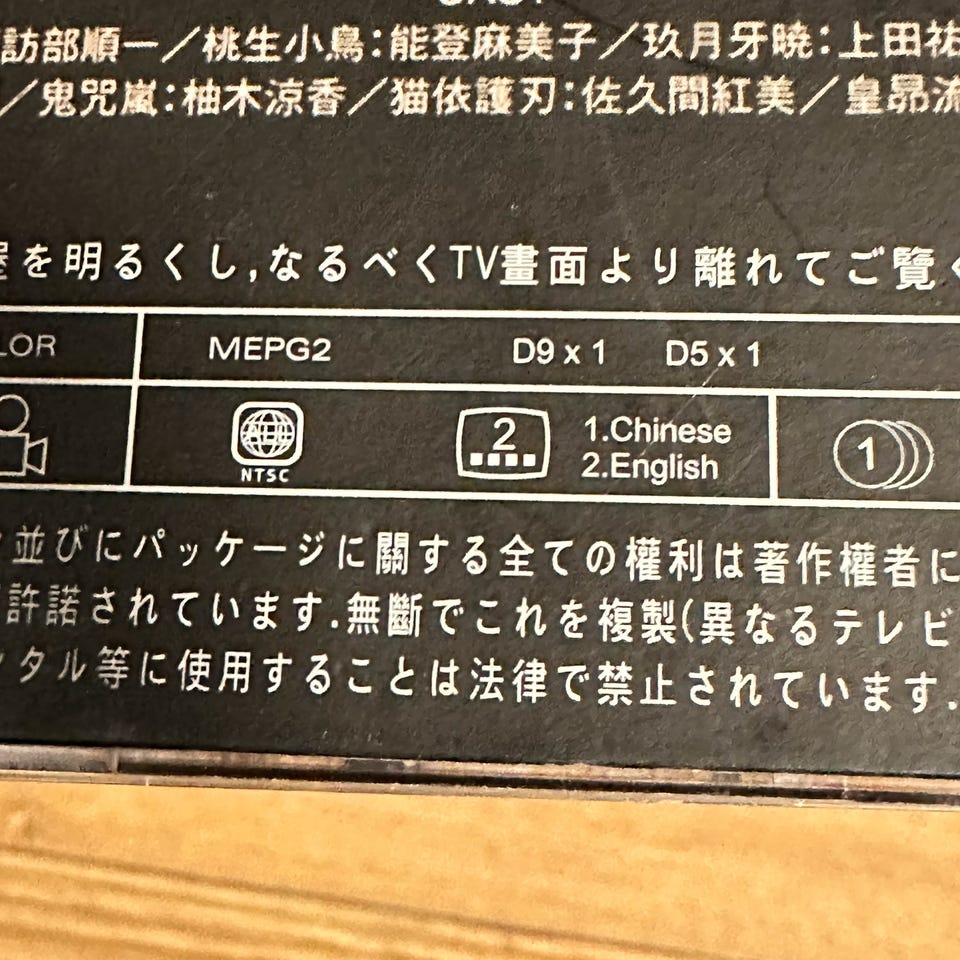 CAST
訪部順一／桃生小鳥:能登麻美子／玖月牙暁:上田祐
／鬼咒嵐:柚木涼香／猫依護刃:佐久間紅美／皇昴流
を明るくし,なるべくTV畫面より離れてご覧く
LOR MEPG2 D9 x 1 D5 x 1
ALL NTSC 2 1.Chinese 1
2.English
並びにパッケージに關する全ての權利は著作權者に
許諾されています.無斷でこれを複製(異なるテレビ
タル等に使用することは法律で禁止されています.